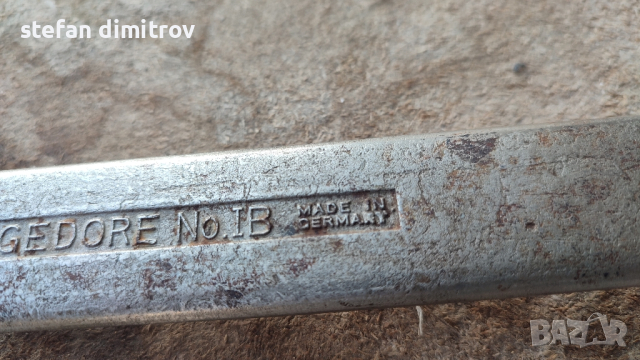 stefan dimitrov
GEDORE No.1B MADE IN
GERMANY
BAZAR